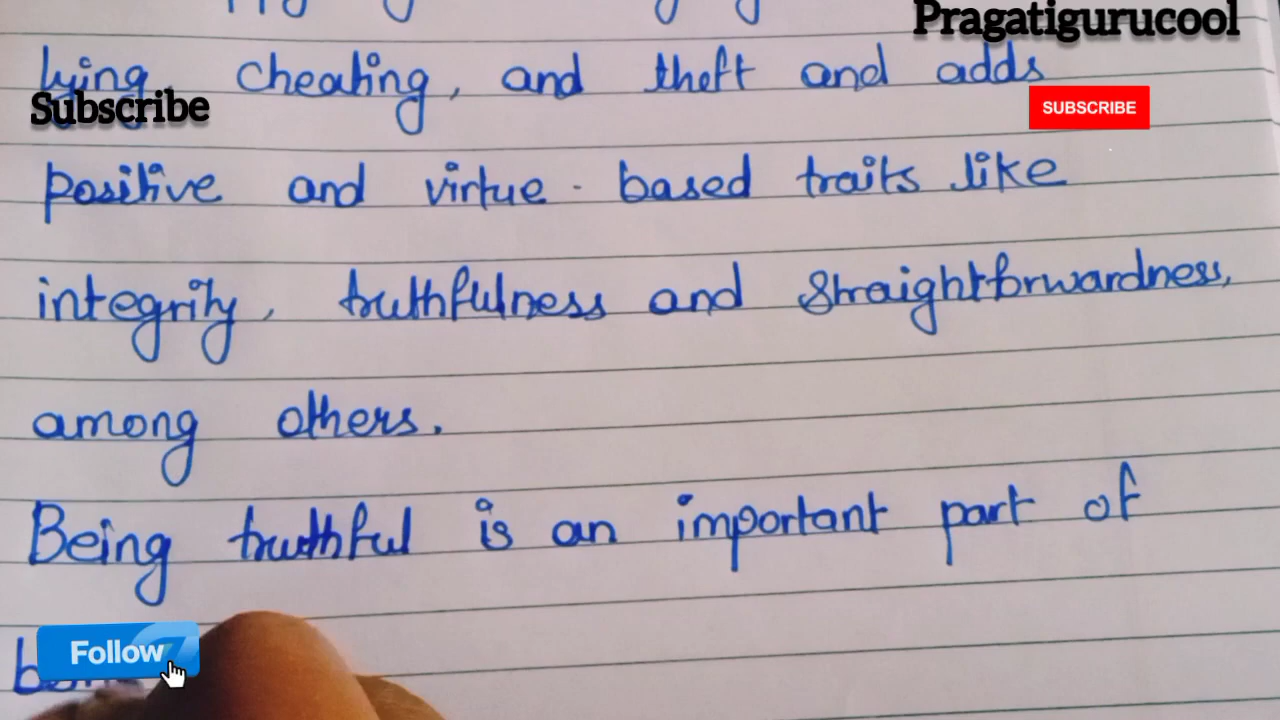 Pragatigurucool
lying, cheating, and theft and adds
Subscribe
SUBSCRIBE
positive and virtue-based traits like
integrity, truthfulness and straightforwardness,
among others.
Being truthful is an important part of
Follow